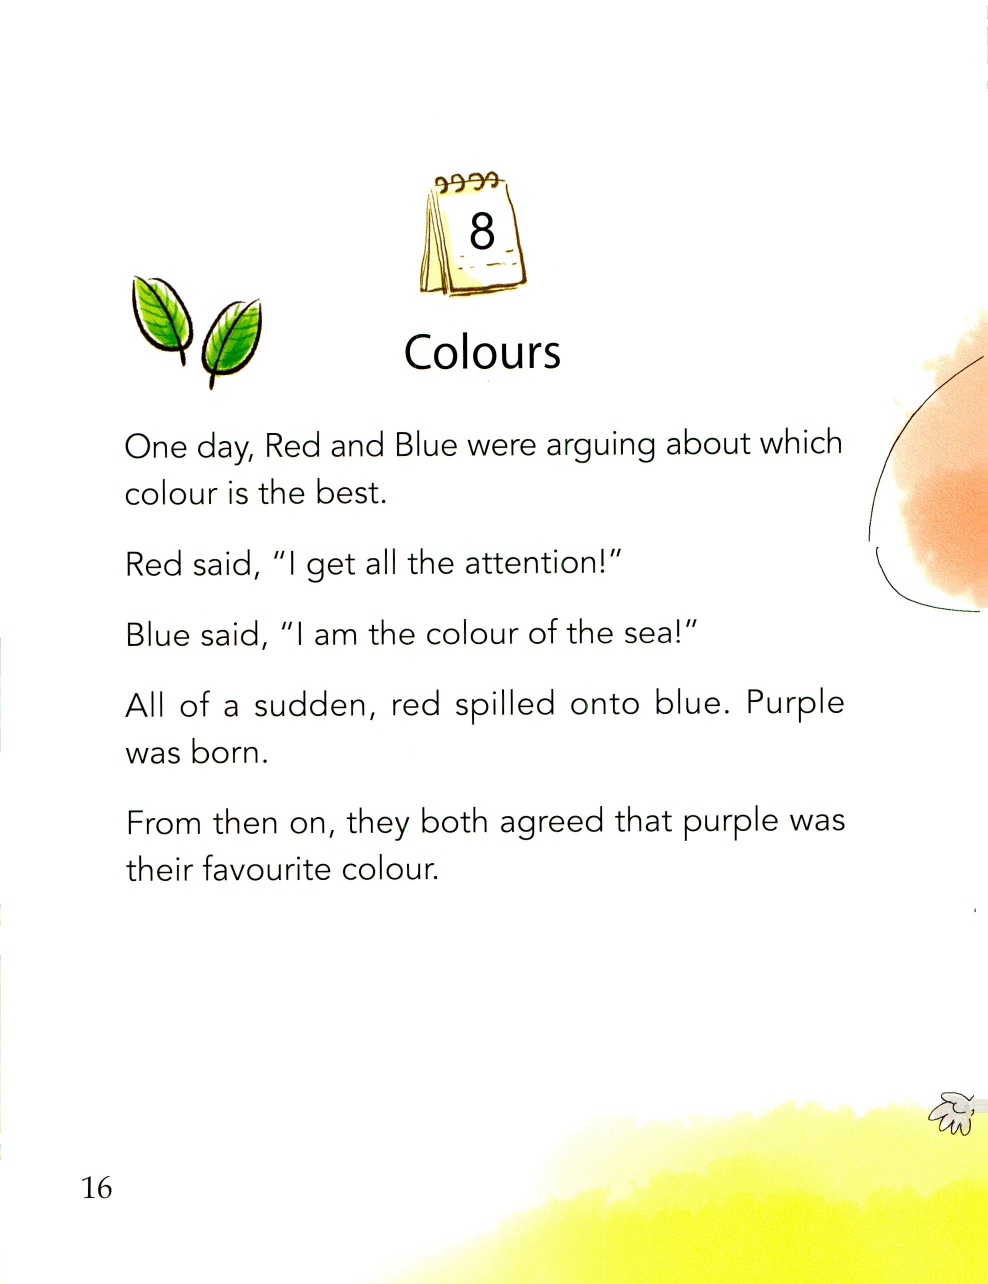 8
Colours
One day, Red and Blue were arguing about which
colour is the best.
Red said, “I get all the attention!”
Blue said, “I am the colour of the sea!”
All of a sudden, red spilled onto blue. Purple
was born.
From then on, they both agreed that purple was
their favourite colour.
16